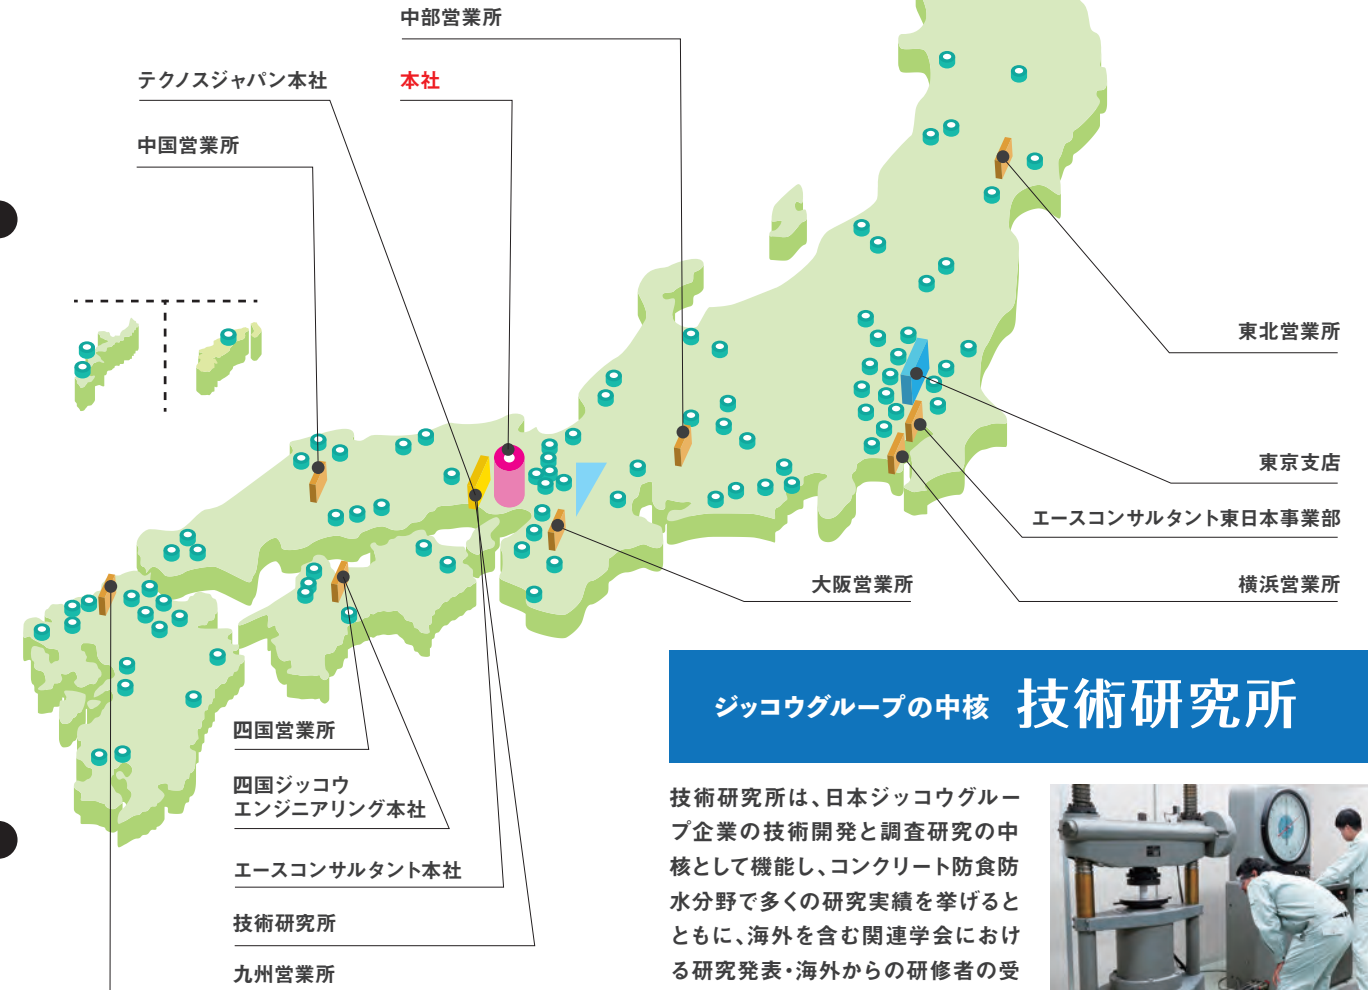 中部営業所
テクノスジャパン本社
本社
中国営業所
東北営業所
東京支店
エースコンサルタント東日本事業部
大阪営業所
横浜営業所
四国営業所
四国ジッコウ
エンジニアリング本社
エースコンサルタント本社
技術研究所
九州営業所
ジッコウグループの中核 技術研究所
技術研究所は、日本ジッコウグルー
プ企業の技術開発と調査研究の中
核として機能し、コンクリート防食防
水分野で多くの研究実績を挙げると
ともに、海外を含む関連学会におけ
る研究発表・海外からの研修者の受